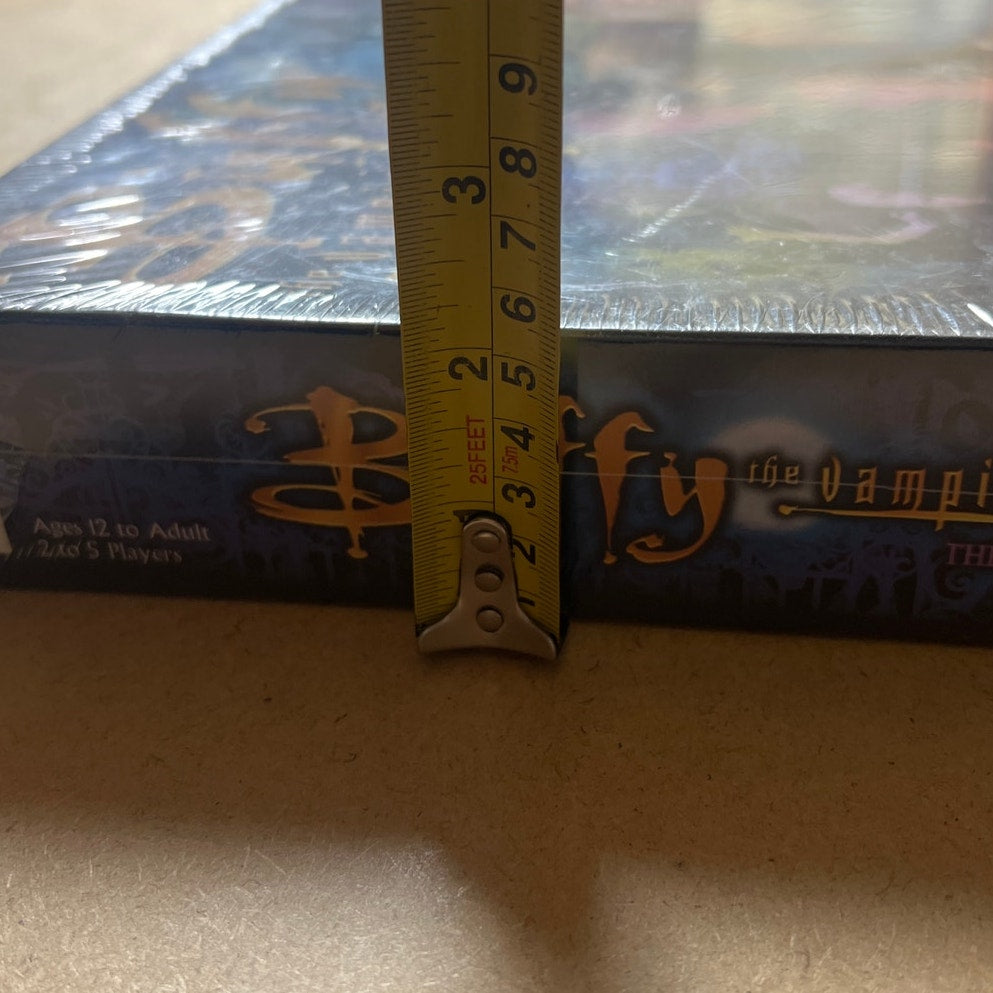 9
8
3
7
6
2
5
25FEET
7.5m
4
3
1
2
1
Buffy the vampi
THE
Ages 12 to Adult
2 to 5 Players